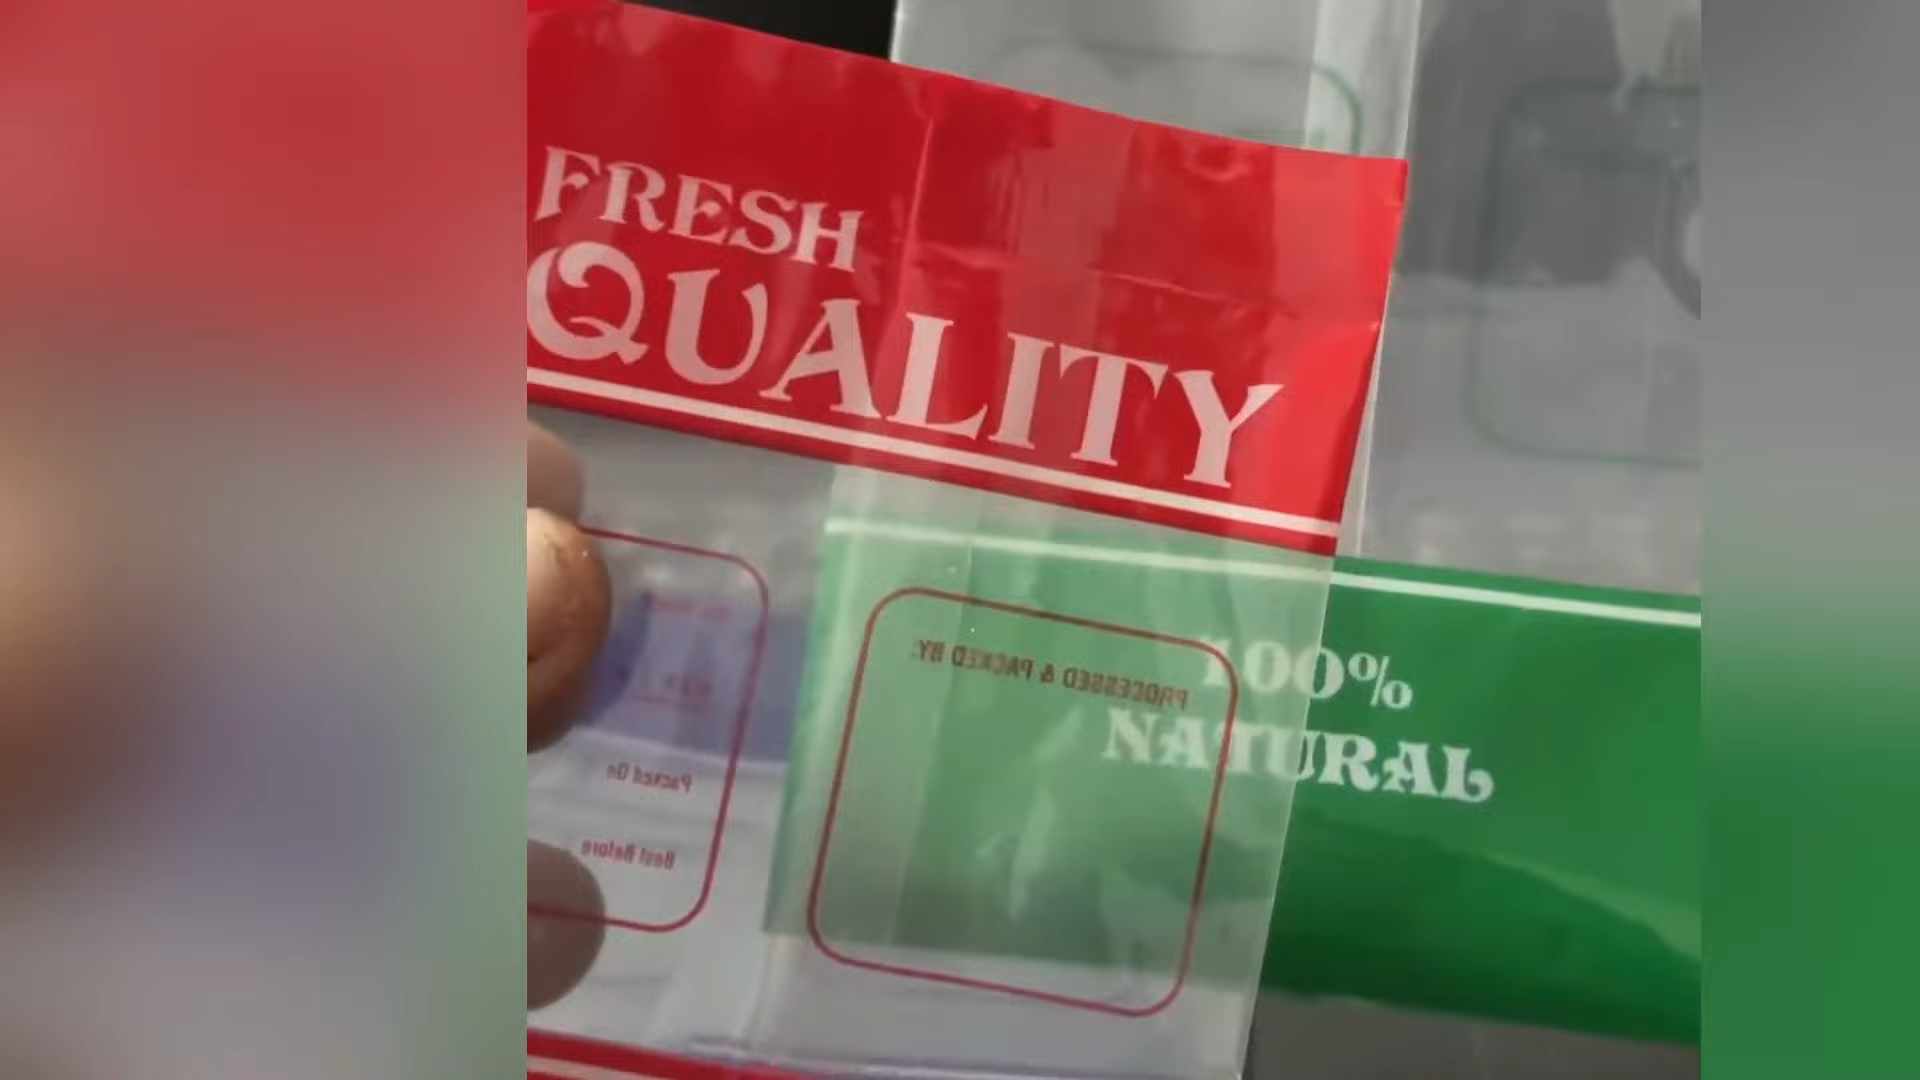 FRESH
QUALITY
PROCESSED & PACKED BY:
100%
NATURAL
Packed On
Best Before